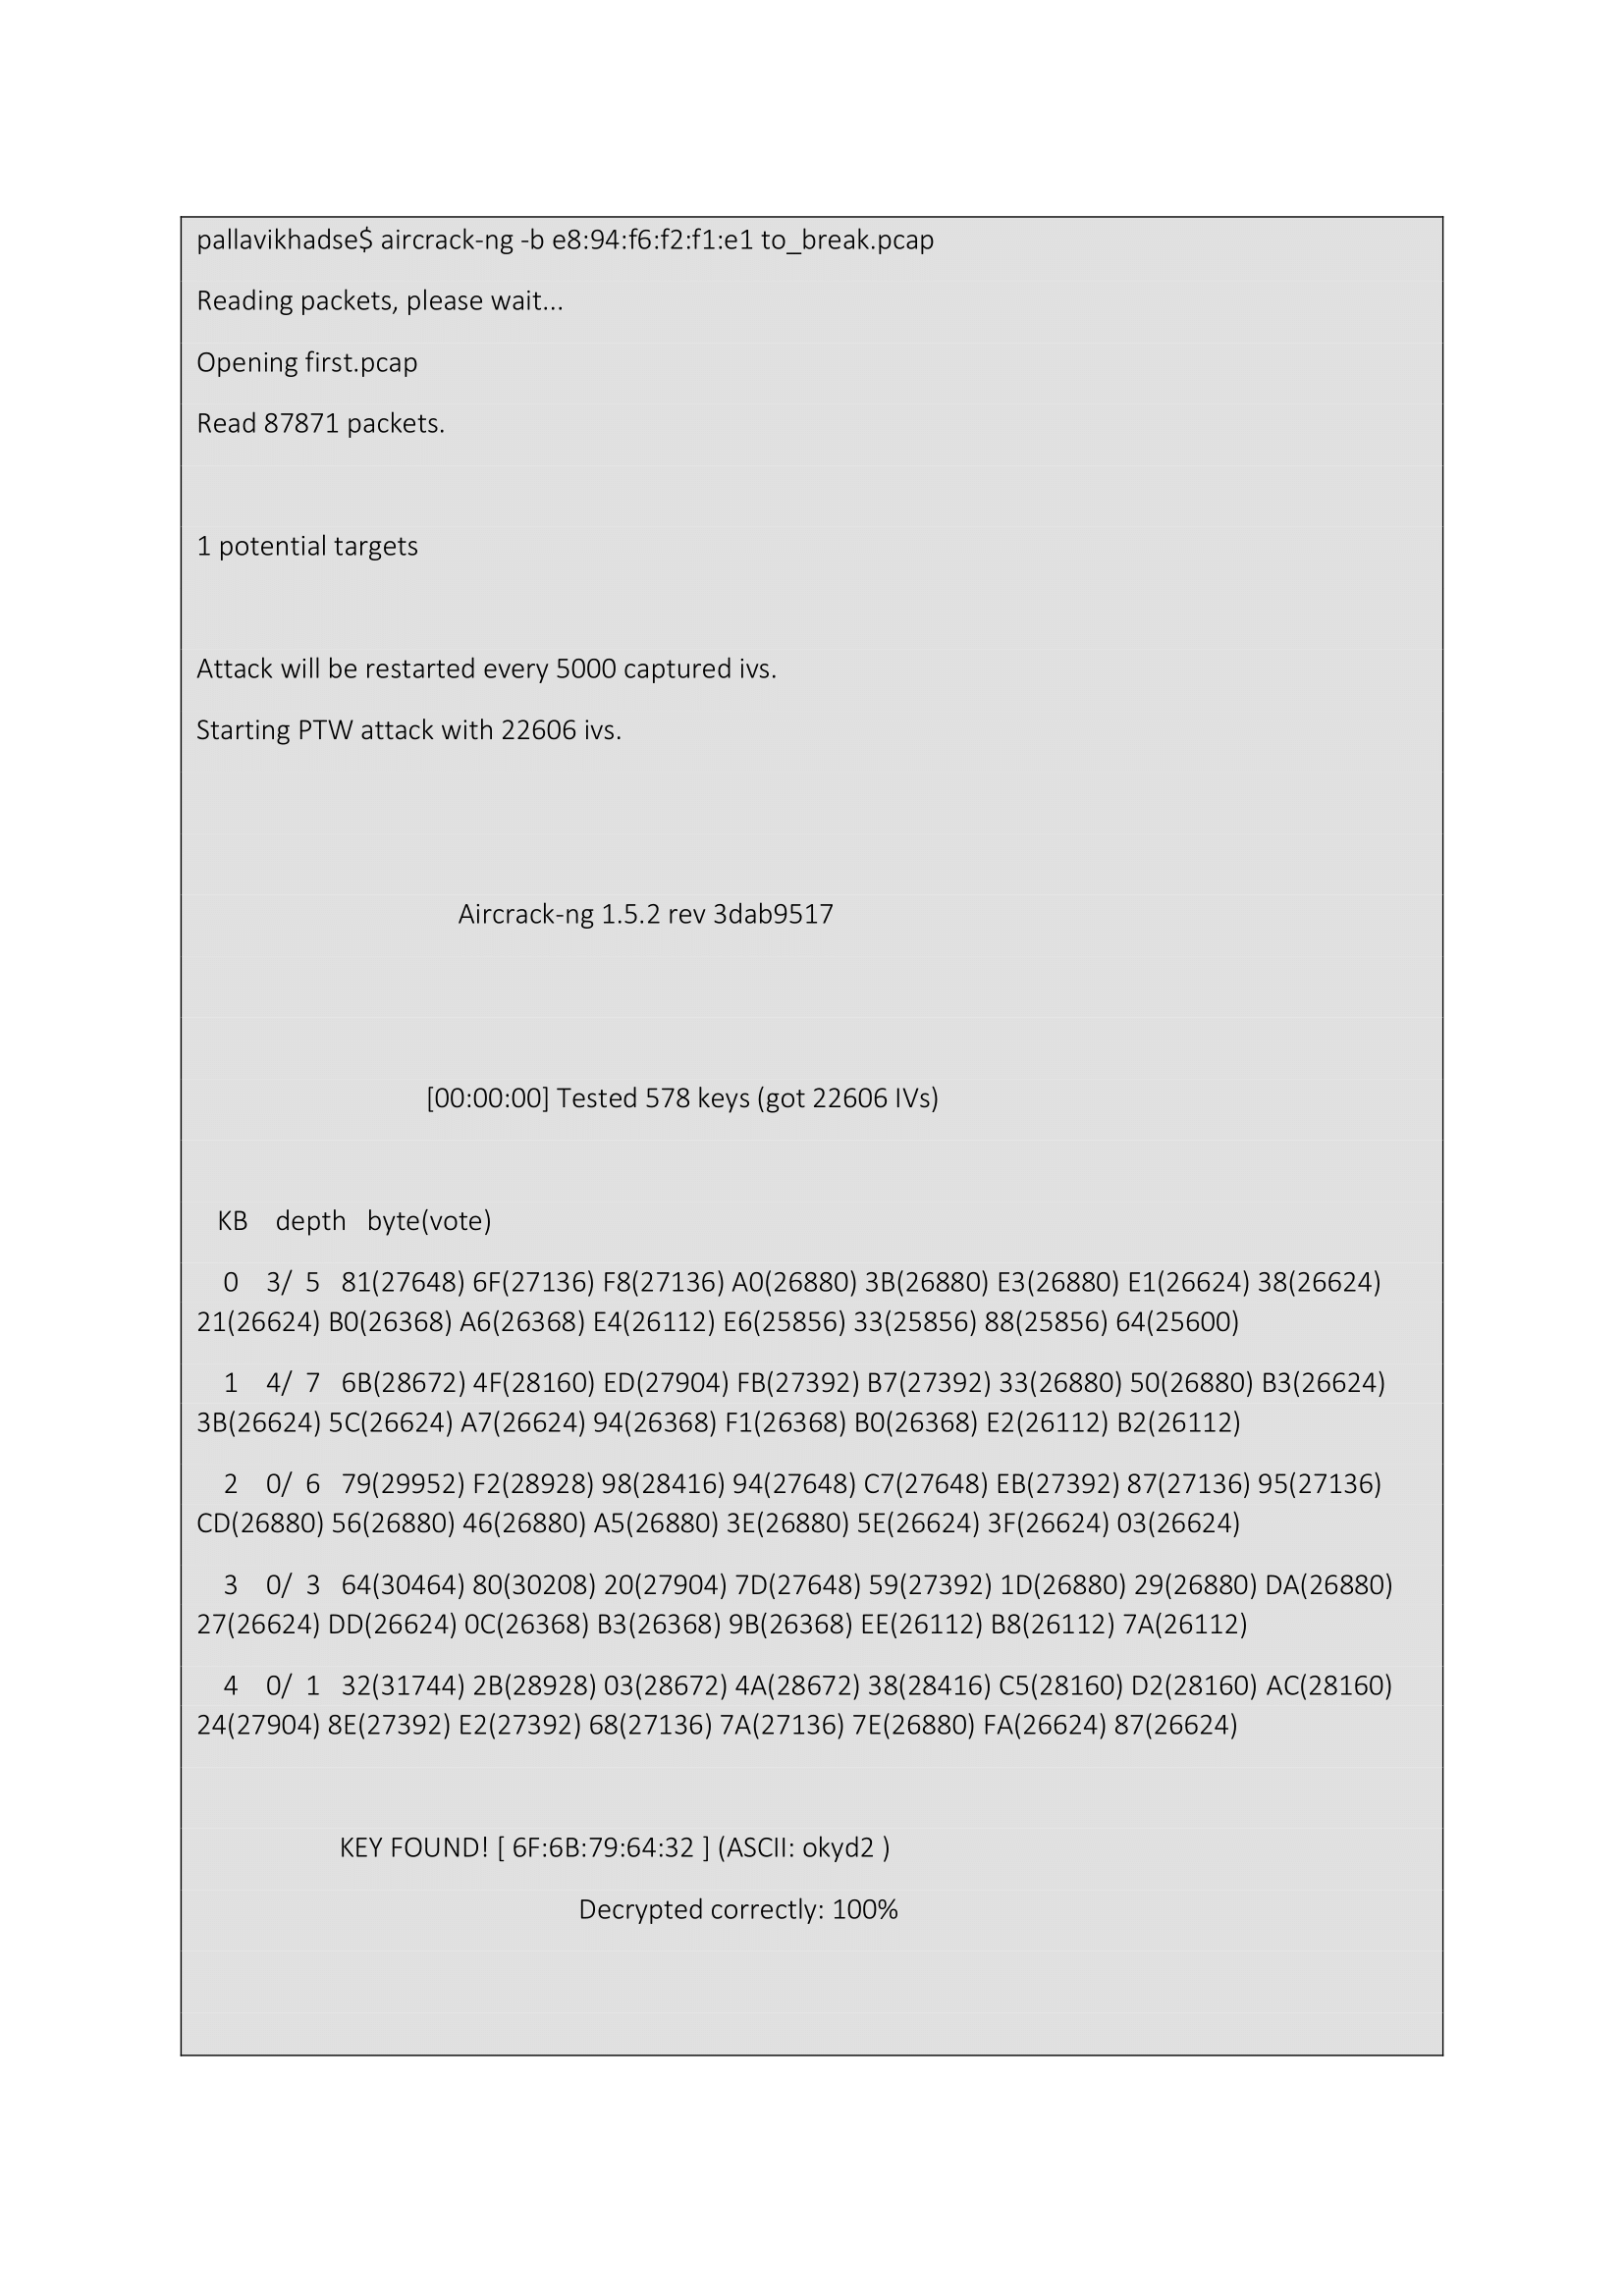 pallavikhadse$ aircrack-ng -b e8:94:f6:f2:f1:e1 to_break.pcap
Reading packets, please wait...
Opening first.pcap
Read 87871 packets.
1 potential targets
Attack will be restarted every 5000 captured ivs.
Starting PTW attack with 22606 ivs.
Aircrack-ng 1.5.2 rev 3dab9517
[00:00:00] Tested 578 keys (got 22606 IVs)
KB depth byte(vote)
0 3/ 5 81(27648) 6F(27136) F8(27136) A0(26880) 3B(26880) E3(26880) E1(26624) 38(26624)
21(26624) B0(26368) A6(26368) E4(26112) E6(25856) 33(25856) 88(25856) 64(25600)
1 4/ 7 6B(28672) 4F(28160) ED(27904) FB(27392) B7(27392) 33(26880) 50(26880) B3(26624)
3B(26624) 5C(26624) A7(26624) 94(26368) F1(26368) B0(26368) E2(26112) B2(26112)
2 0/ 6 79(29952) F2(28928) 98(28416) 94(27648) C7(27648) EB(27392) 87(27136) 95(27136)
CD(26880) 56(26880) 46(26880) A5(26880) 3E(26880) 5E(26624) 3F(26624) 03(26624)
3 0/ 3 64(30464) 80(30208) 20(27904) 7D(27648) 59(27392) 1D(26880) 29(26880) DA(26880)
27(26624) DD(26624) 0C(26368) B3(26368) 9B(26368) EE(26112) B8(26112) 7A(26112)
4 0/ 1 32(31744) 2B(28928) 03(28672) 4A(28672) 38(28416) C5(28160) D2(28160) AC(28160)
24(27904) 8E(27392) E2(27392) 68(27136) 7A(27136) 7E(26880) FA(26624) 87(26624)
KEY FOUND! [ 6F:6B:79:64:32 ] (ASCII: okyd2 )
Decrypted correctly: 100%